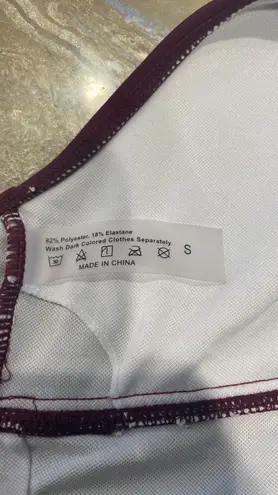 82% Polyester, 18% Elastane
Wash Dark Colored Clothes Separately
S
MADE IN CHINA